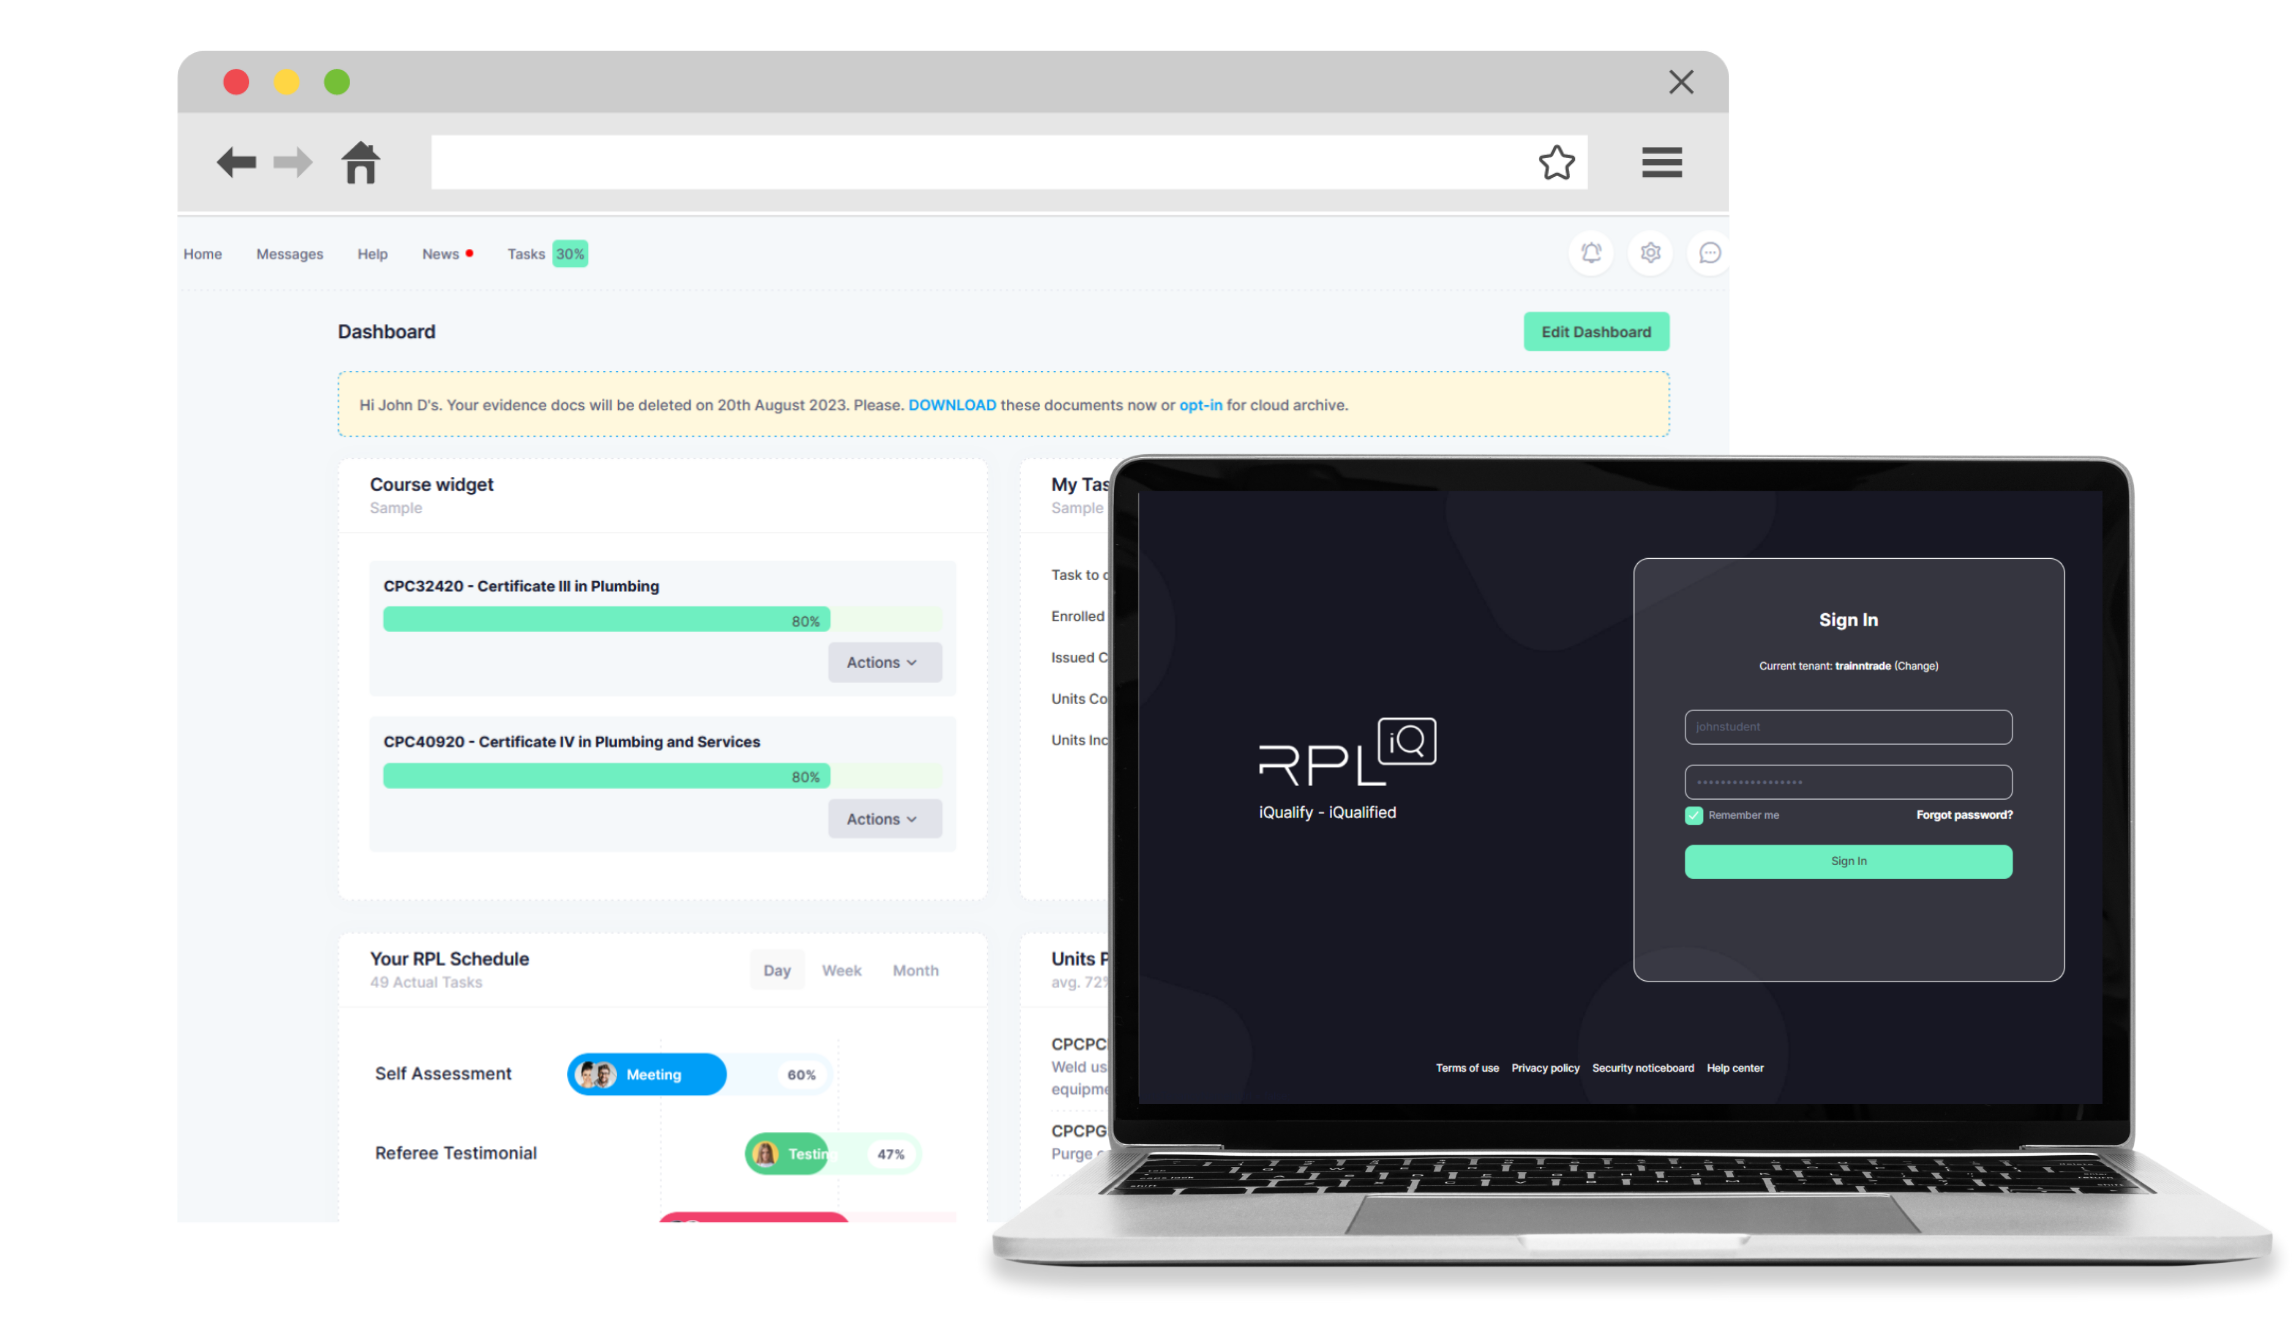 Home Messages Help News Tasks 30%
Dashboard
Edit Dashboard
Hi John D's. Your evidence docs will be deleted on 20th August 2023. Please. DOWNLOAD these documents now or opt-in for cloud archive.
Course widget
Sample
CPC32420 - Certificate III in Plumbing
80%
Actions
CPC40920 - Certificate IV in Plumbing and Services
80%
Actions
My Tas
Sample
Task to
Enrolled
Issued C
Units Co
Units Inc
Your RPL Schedule
49 Actual Tasks
Day Week Month
Self Assessment
Meeting
60%
Referee Testimonial
Testin
47%
Units P
avg. 72%
CPCPC
Weld us
equipme
CPCPG
Purge
RPL iQ
iQualify - iQualified
Sign In
Current tenant: trainntrade (Change)
johnstudent
Remember me
Forgot password?
Sign In
Terms of use Privacy policy Security noticeboard Help center